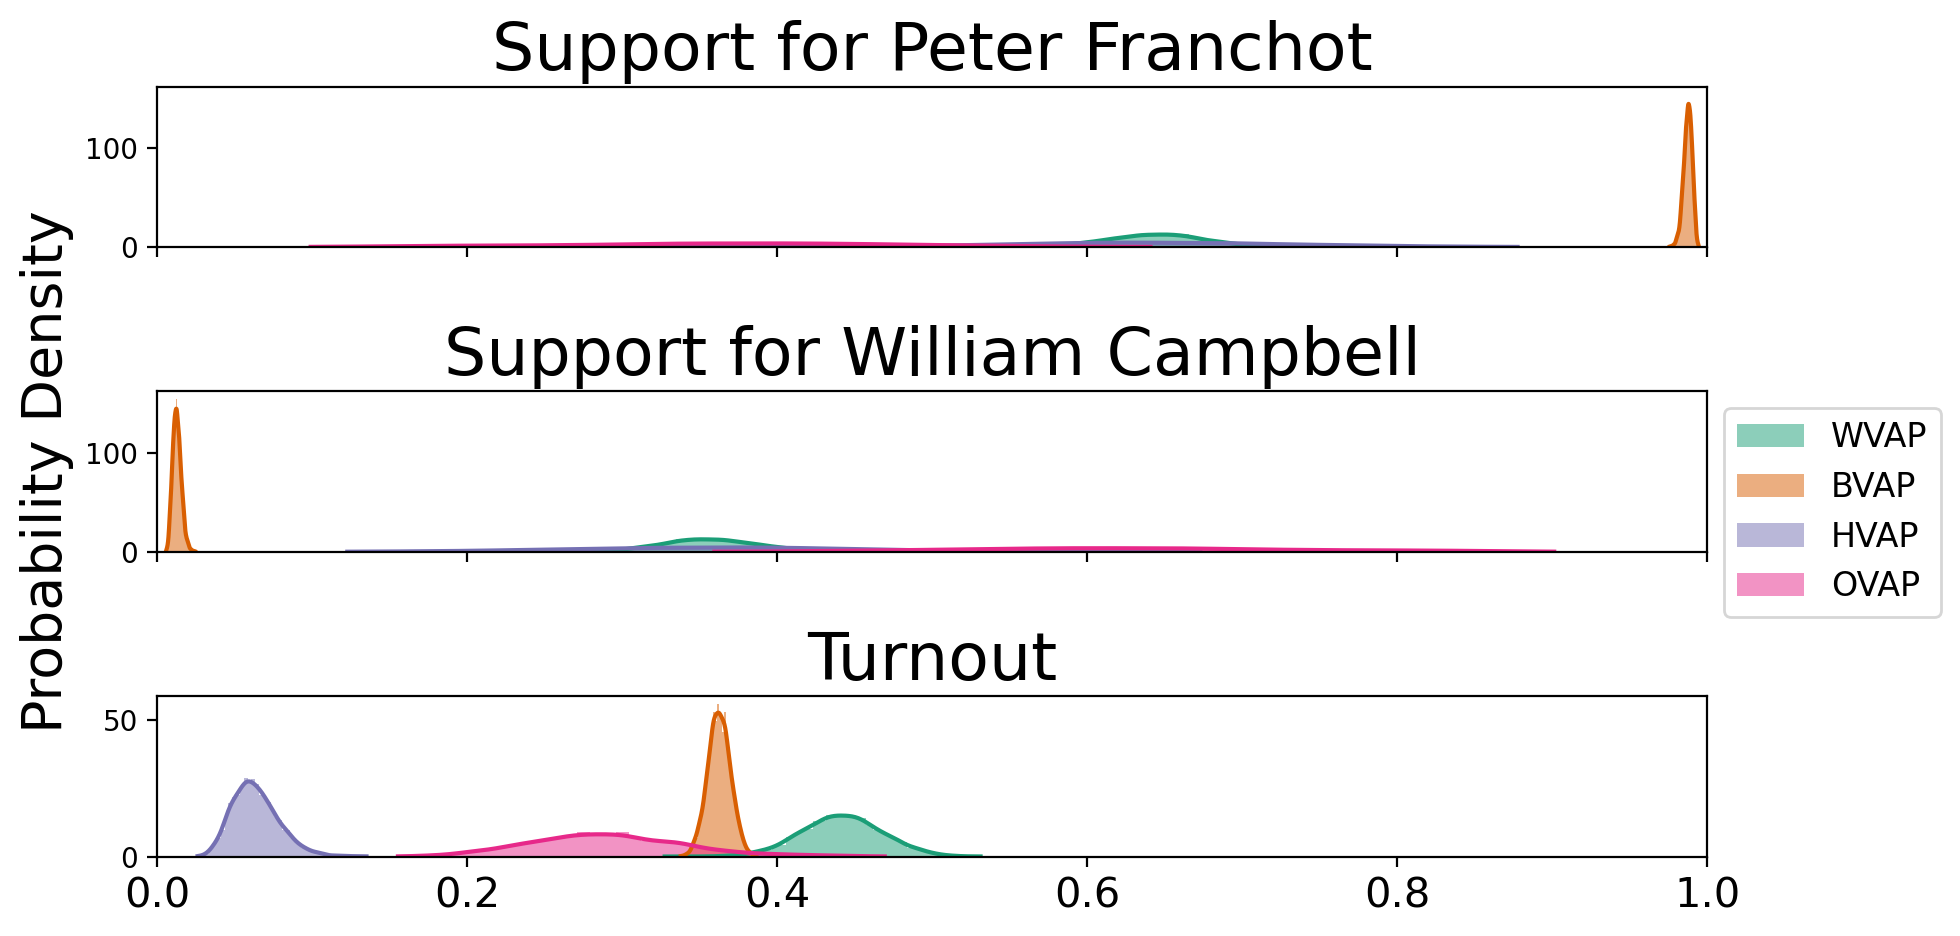 Support for Peter Franchot
100
0
Support for William Campbell
100
0
Probability Density
WVAP
BVAP
HVAP
OVAP
Turnout
50
0
0.0 0.2 0.4 0.6 0.8 1.0